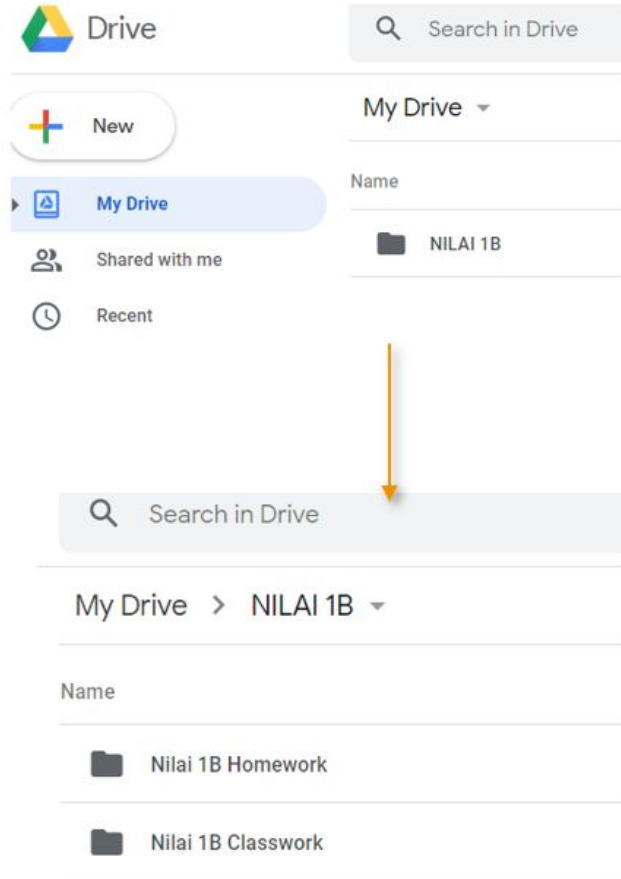 Drive
Search in Drive
New
My Drive
Name
My Drive
NILAI 1B
Shared with me
Recent
Search in Drive
My Drive > NILAI 1B
Name
Nilai 1B Homework
Nilai 1B Classwork